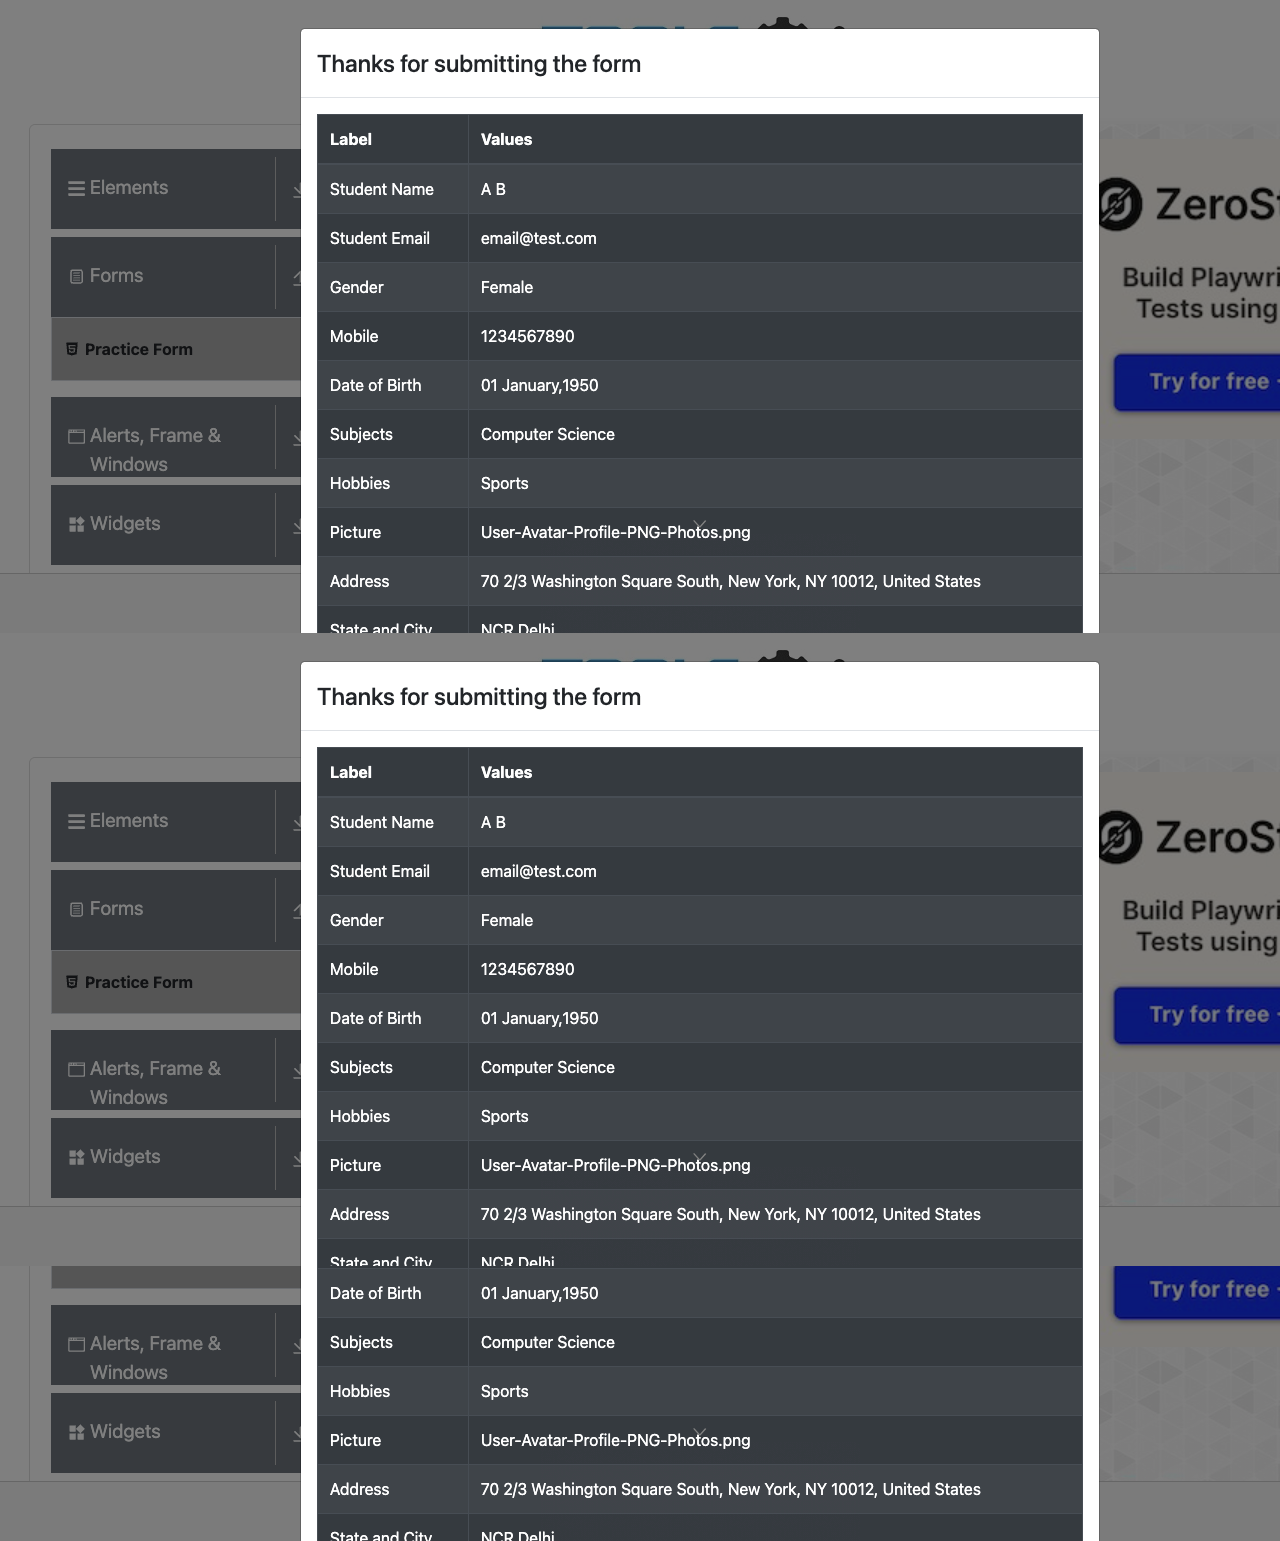 Thanks for submitting the form
Label Values
Elements
Student Name A B
ZeroSt
Student Email email@test.com
Forms
Gender Female
Build Playwri
Tests using
Mobile 1234567890
Practice Form
Date of Birth 01 January,1950
Try for free
Alerts, Frame &
Windows
Subjects Computer Science
Hobbies Sports
Widgets
Picture User-Avatar-Profile-PNG-Photos.png
Address 70 2/3 Washington Square South, New York, NY 10012, United States
State and City NCR Delhi
Thanks for submitting the form
Label Values
Elements
Student Name A B
ZeroSt
Student Email email@test.com
Forms
Gender Female
Build Playwri
Tests using
Mobile 1234567890
Practice Form
Date of Birth 01 January,1950
Try for free
Alerts, Frame &
Windows
Subjects Computer Science
Hobbies Sports
Widgets
Picture User-Avatar-Profile-PNG-Photos.png
Address 70 2/3 Washington Square South, New York, NY 10012, United States
State and City NCR Delhi
Date of Birth 01 January,1950
Try for free
Alerts, Frame &
Windows
Subjects Computer Science
Hobbies Sports
Widgets
Picture User-Avatar-Profile-PNG-Photos.png
Address 70 2/3 Washington Square South, New York, NY 10012, United States
State and City NCR Delhi